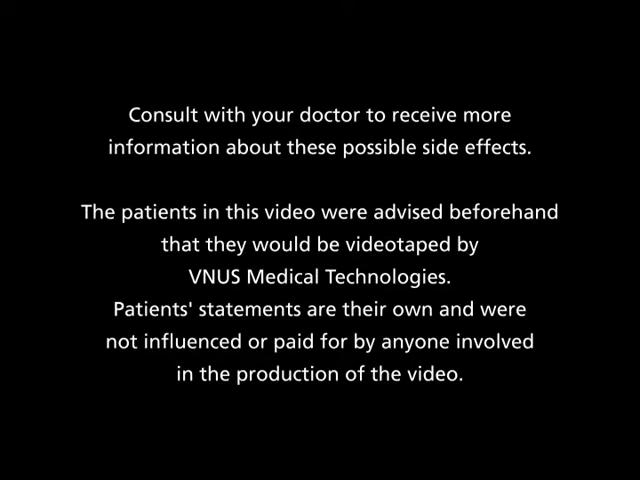 Consult with your doctor to receive more
information about these possible side effects.
The patients in this video were advised beforehand
that they would be videotaped by
VNUS Medical Technologies.
Patients' statements are their own and were
not influenced or paid for by anyone involved
in the production of the video.